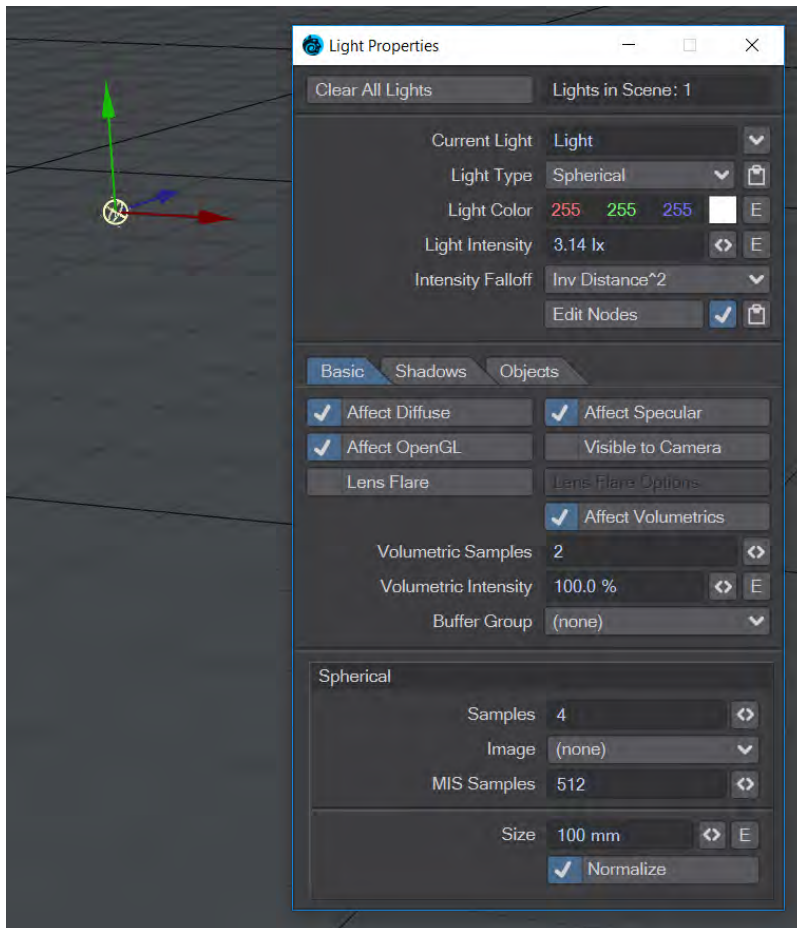 Light Properties
Clear All Lights Lights in Scene: 1
Current Light Light
Light Type Spherical
Light Color 255 255 255 E
Light Intensity 3.14 lx E
Intensity Falloff Inv Distance^2
Edit Nodes
Basic Shadows Objects
Affect Diffuse Affect Specular
Affect OpenGL Visible to Camera
Lens Flare Lens Flare Options
Affect Volumetrics
Volumetric Samples 2
Volumetric Intensity 100.0 % E
Buffer Group (none)
Spherical
Samples 4
Image (none)
MIS Samples 512
Size 100 mm E
Normalize